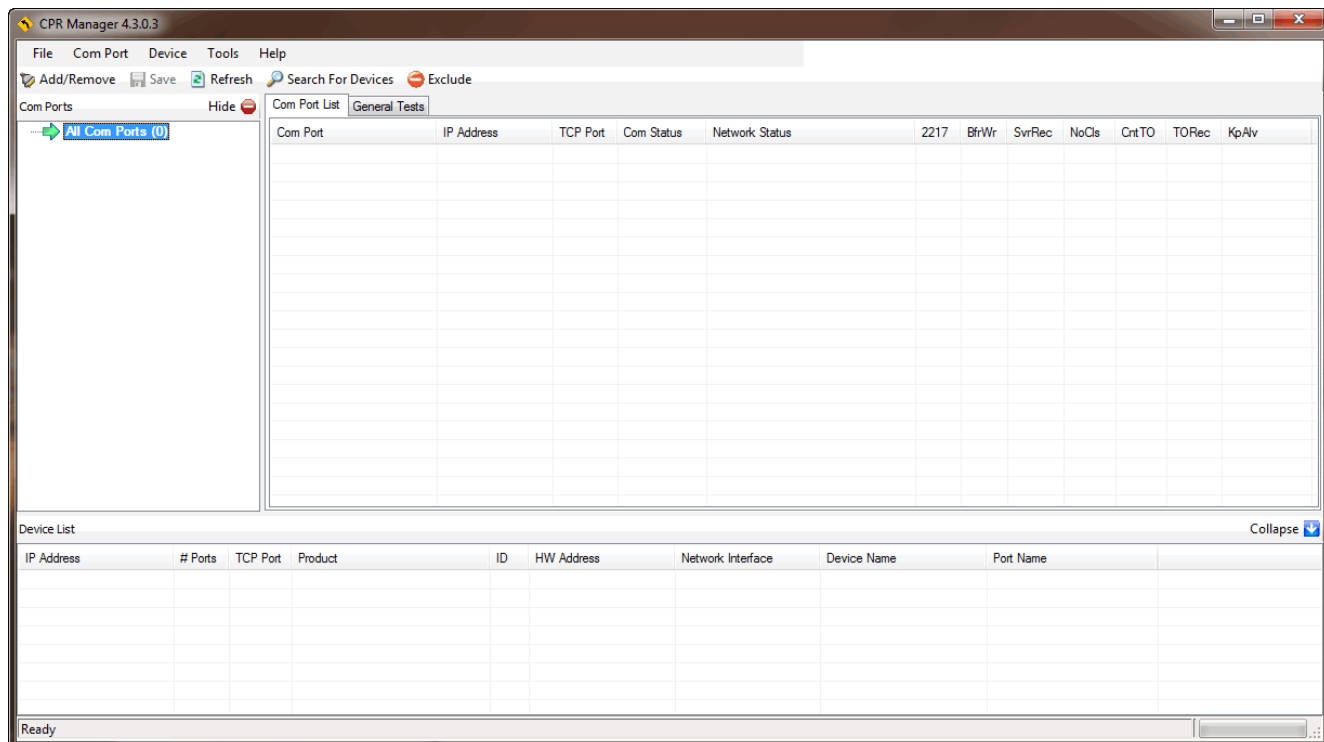 CPR Manager 4.3.0.3
File Com Port Device Tools Help
Add/Remove Save Refresh Search For Devices Exclude
Com Ports Hide Com Port List General Tests
All Com Ports (0)
Com Port IP Address TCP Port Com Status Network Status 2217 BfrWr SvrRec NoCls CntTO TORec KpAlv
Device List Collapse
IP Address # Ports TCP Port Product ID HW Address Network Interface Device Name Port Name
Ready